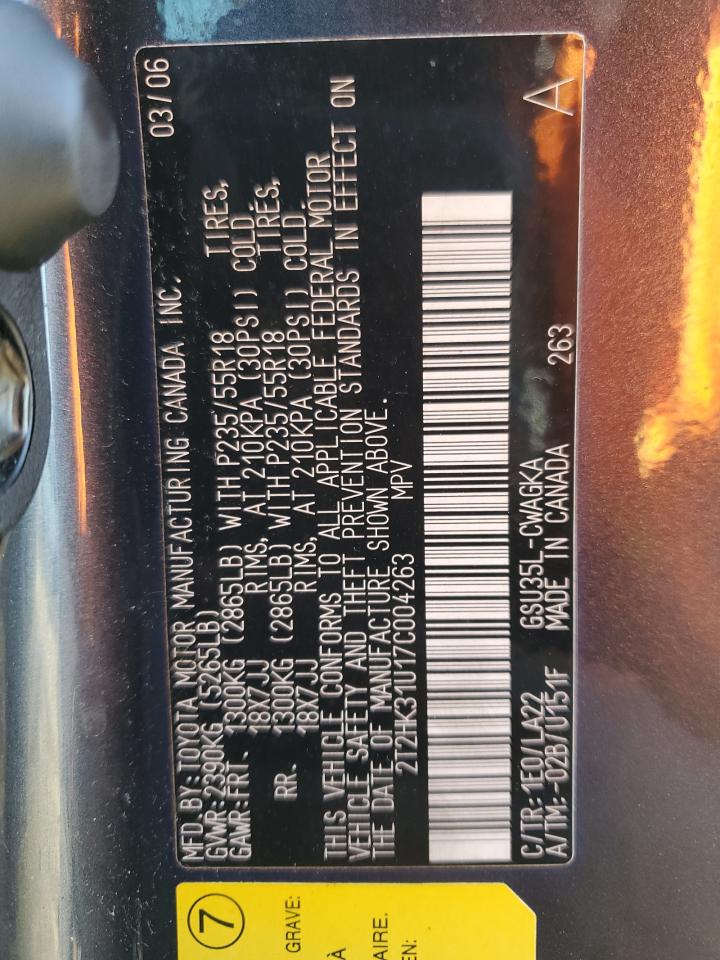 MFD.BY:TOYOTA MOTOR MANUFACTURING CANADA INC. 03/06
GVWR:2390KG (5265LB)
GAWR:FRT. 1300KG (2865LB) WITH P235/55R18 TIRES,
18X7JJ RIMS, AT 210KPA (30PSI) COLD.
RR. 1300KG (2865LB) WITH P235/55R18 TIRES,
18X7JJ RIMS, AT 210KPA (30PSI) COLD.
THIS VEHICLE CONFORMS TO ALL APPLICABLE FEDERAL MOTOR
VEHICLE SAFETY AND THEFT PREVENTION STANDARDS IN EFFECT ON
THE DATE OF MANUFACTURE SHOWN ABOVE.
2T2HK31U17C004263 MPV
C/TR:1E0/LA22 GSU35L-CWAGKA A
A/TM:-02B/U151F MADE IN CANADA 263
7
GRAVE:
À
AIRE.
EN: